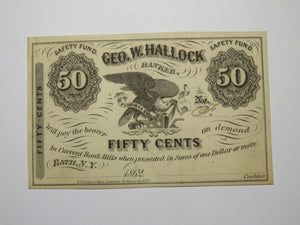 SAFETY FUND.
SAFETY FUND.
GEO. W. HALLOCK
BANKER,
50
50
No.
FIFTY CENTS
Will pay the bearer
on demand
FIFTY CENTS
In Current Bank Bills when presented in Sums of one Dollar or more
BATH, N.Y.
1862
Cashier